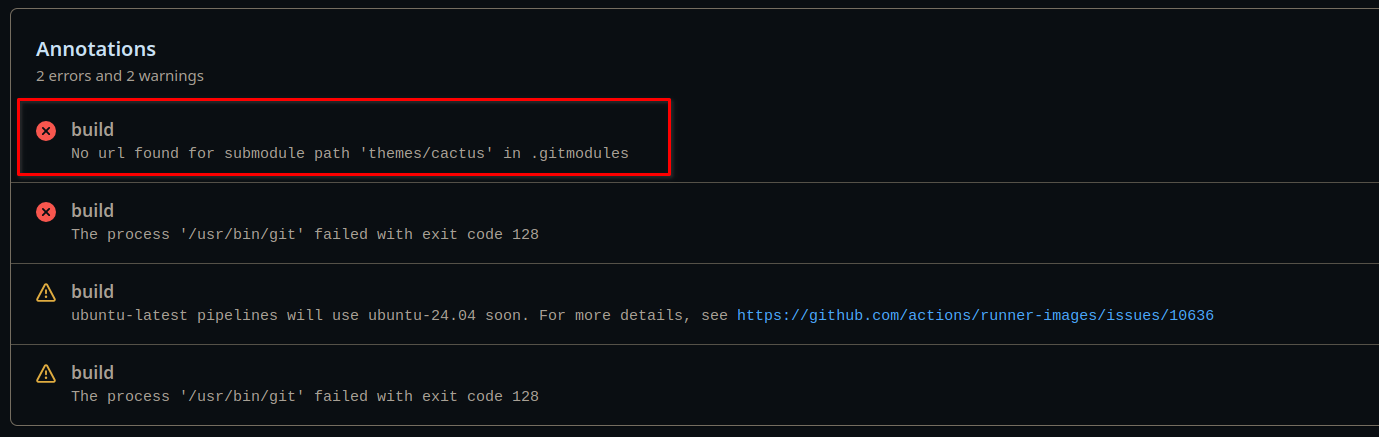 Annotations
2 errors and 2 warnings
build
No url found for submodule path 'themes/cactus' in .gitmodules
build
The process '/usr/bin/git' failed with exit code 128
build
ubuntu-latest pipelines will use ubuntu-24.04 soon. For more details, see https://github.com/actions/runner-images/issues/10636
build
The process '/usr/bin/git' failed with exit code 128